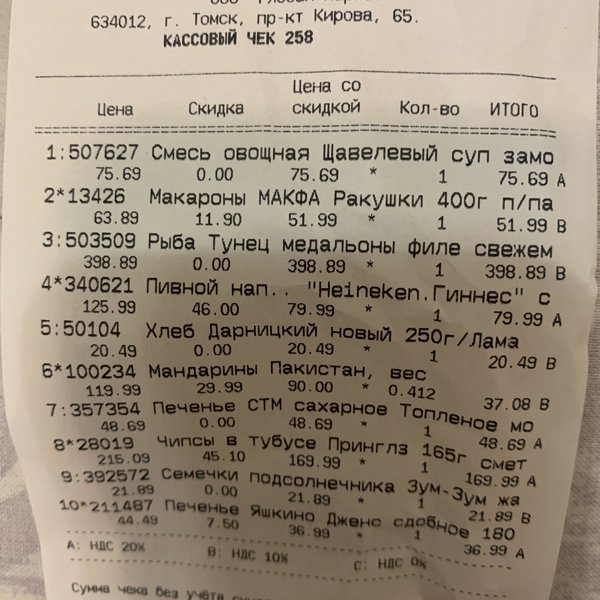 634012, г. Томск, пр-кт Кирова, 65.
КАССОВЫЙ ЧЕК 258
Цена Скидка Цена со скидкой Кол-во ИТОГО
1:507627 Смесь овощная Щавелевый суп замо
75.69 0.00 75.69 * 1 75.69 А
2*13426 Макароны МАКФА Ракушки 400г п/па
63.89 11.90 51.99 * 1 51.99 В
3:503509 Рыба Тунец медальоны филе свежем
398.89 0.00 398.89 * 1 398.89 В
4*340621 Пивной нап.. "Heineken.Гиннес" с
125.99 46.00 79.99 * 1 79.99 А
5:50104 Хлеб Дарницкий новый 250г/Лама
20.49 0.00 20.49 * 1 20.49 В
6*100234 Мандарины Пакистан, вес
119.99 29.99 90.00 * 0.412 37.08 В
7:357354 Печенье СТМ сахарное Топленое мо
48.69 0.00 48.69 * 1 48.69 А
8*28019 Чипсы в тубусе Принглз 165г смет
215.09 45.10 169.99 * 1 169.99 А
9:392572 Семечки подсолнечника Зум-Зум жа
21.89 0.00 21.89 * 1 21.89 В
10*211487 Печенье Яшкино Дженс сдобное 180
44.49 7.50 36.99 * 1 36.99 А
А: НДС 20% В: НДС 10% С: НДС 0%
Сумма чека без учёта